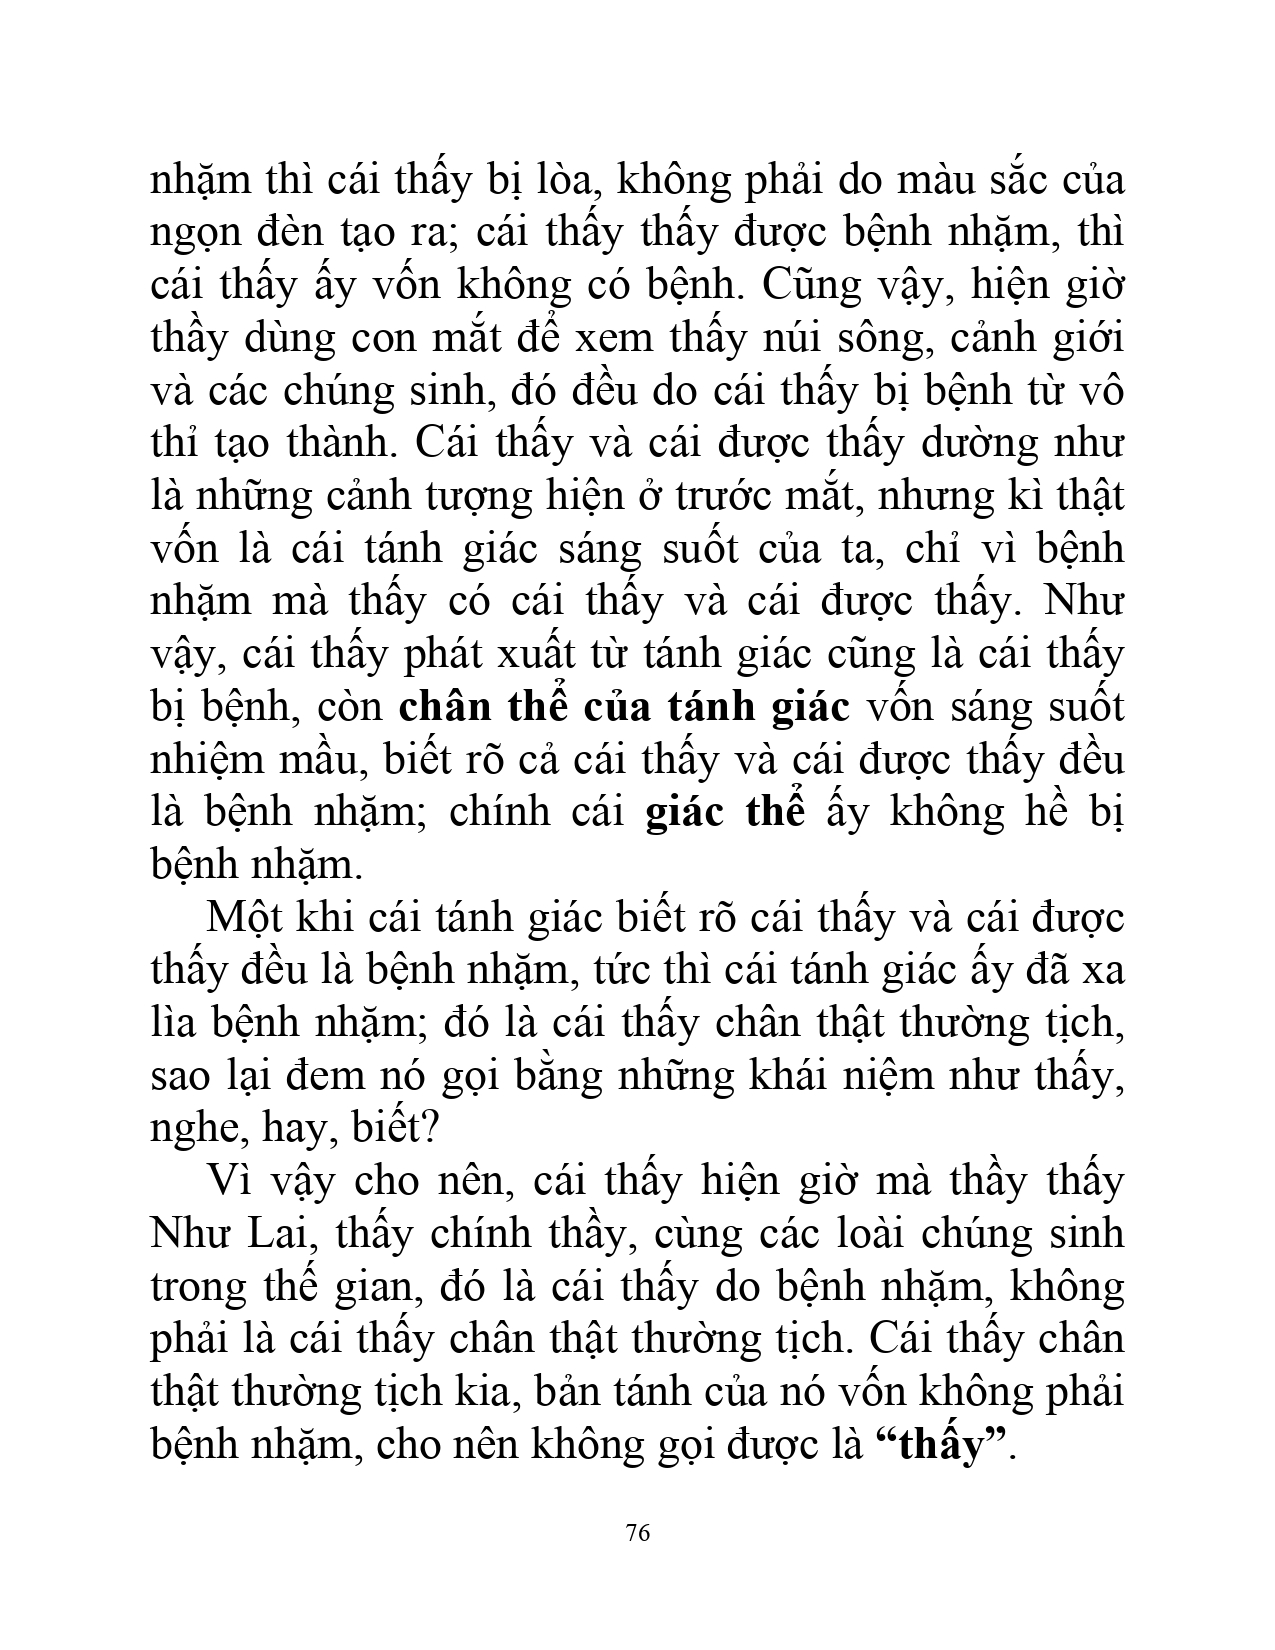 nhặm thì cái thấy bị lòa, không phải do màu sắc của
ngọn đèn tạo ra; cái thấy thấy được bệnh nhặm, thì
cái thấy ấy vốn không có bệnh. Cũng vậy, hiện giờ
thầy dùng con mắt để xem thấy núi sông, cảnh giới
và các chúng sinh, đó đều do cái thấy bị bệnh từ vô
thỉ tạo thành. Cái thấy và cái được thấy dường như
là những cảnh tượng hiện ở trước mắt, nhưng kì thật
vốn là cái tánh giác sáng suốt của ta, chỉ vì bệnh
nhặm mà thấy có cái thấy và cái được thấy. Như
vậy, cái thấy phát xuất từ tánh giác cũng là cái thấy
bị bệnh, còn chân thể của tánh giác vốn sáng suốt
nhiệm mầu, biết rõ cả cái thấy và cái được thấy đều
là bệnh nhặm; chính cái giác thể ấy không hề bị
bệnh nhặm.
Một khi cái tánh giác biết rõ cái thấy và cái được
thấy đều là bệnh nhặm, tức thì cái tánh giác ấy đã xa
lìa bệnh nhặm; đó là cái thấy chân thật thường tịch,
sao lại đem nó gọi bằng những khái niệm như thấy,
nghe, hay, biết?
Vì vậy cho nên, cái thấy hiện giờ mà thầy thấy
Như Lai, thấy chính thầy, cùng các loài chúng sinh
trong thế gian, đó là cái thấy do bệnh nhặm, không
phải là cái thấy chân thật thường tịch. Cái thấy chân
thật thường tịch kia, bản tánh của nó vốn không phải
bệnh nhặm, cho nên không gọi được là “thấy”.
76